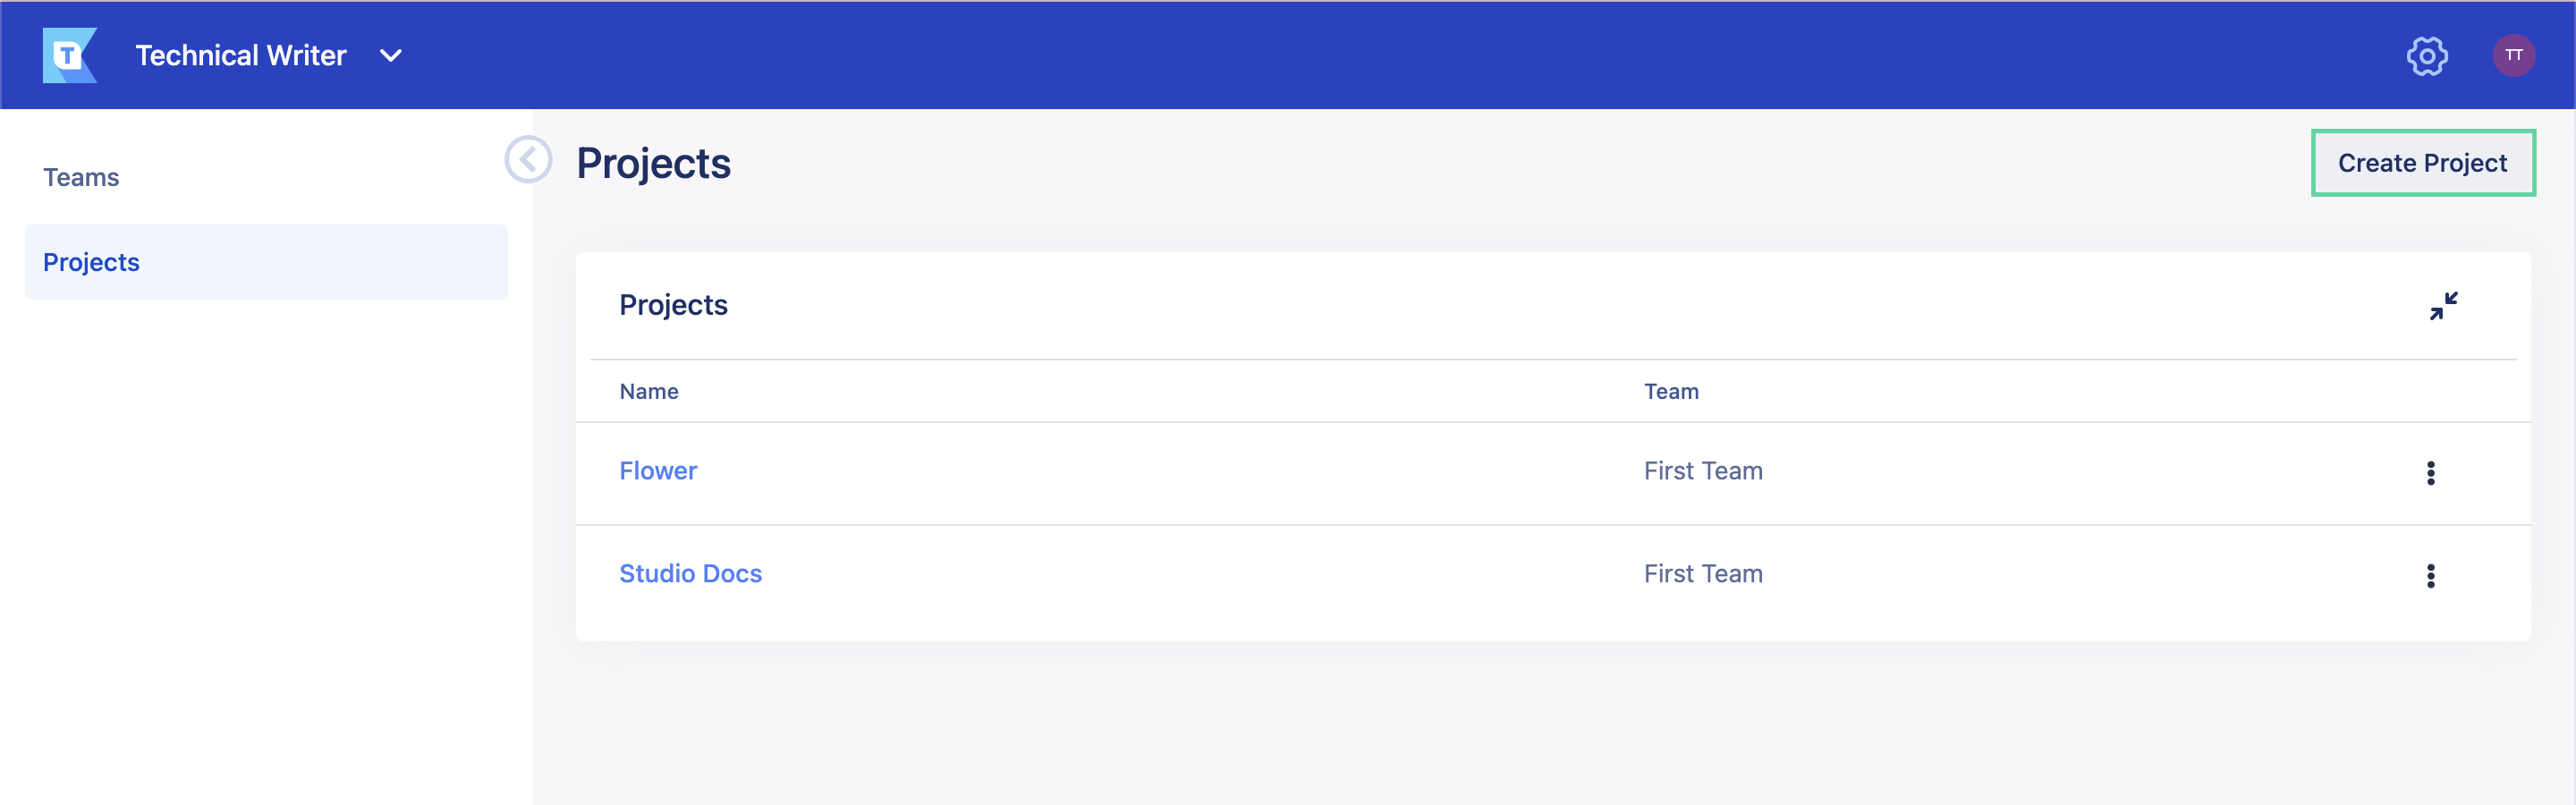 T Technical Writer
TT
Teams
Projects
Projects
Create Project
Projects
Name Team
Flower First Team
Studio Docs First Team